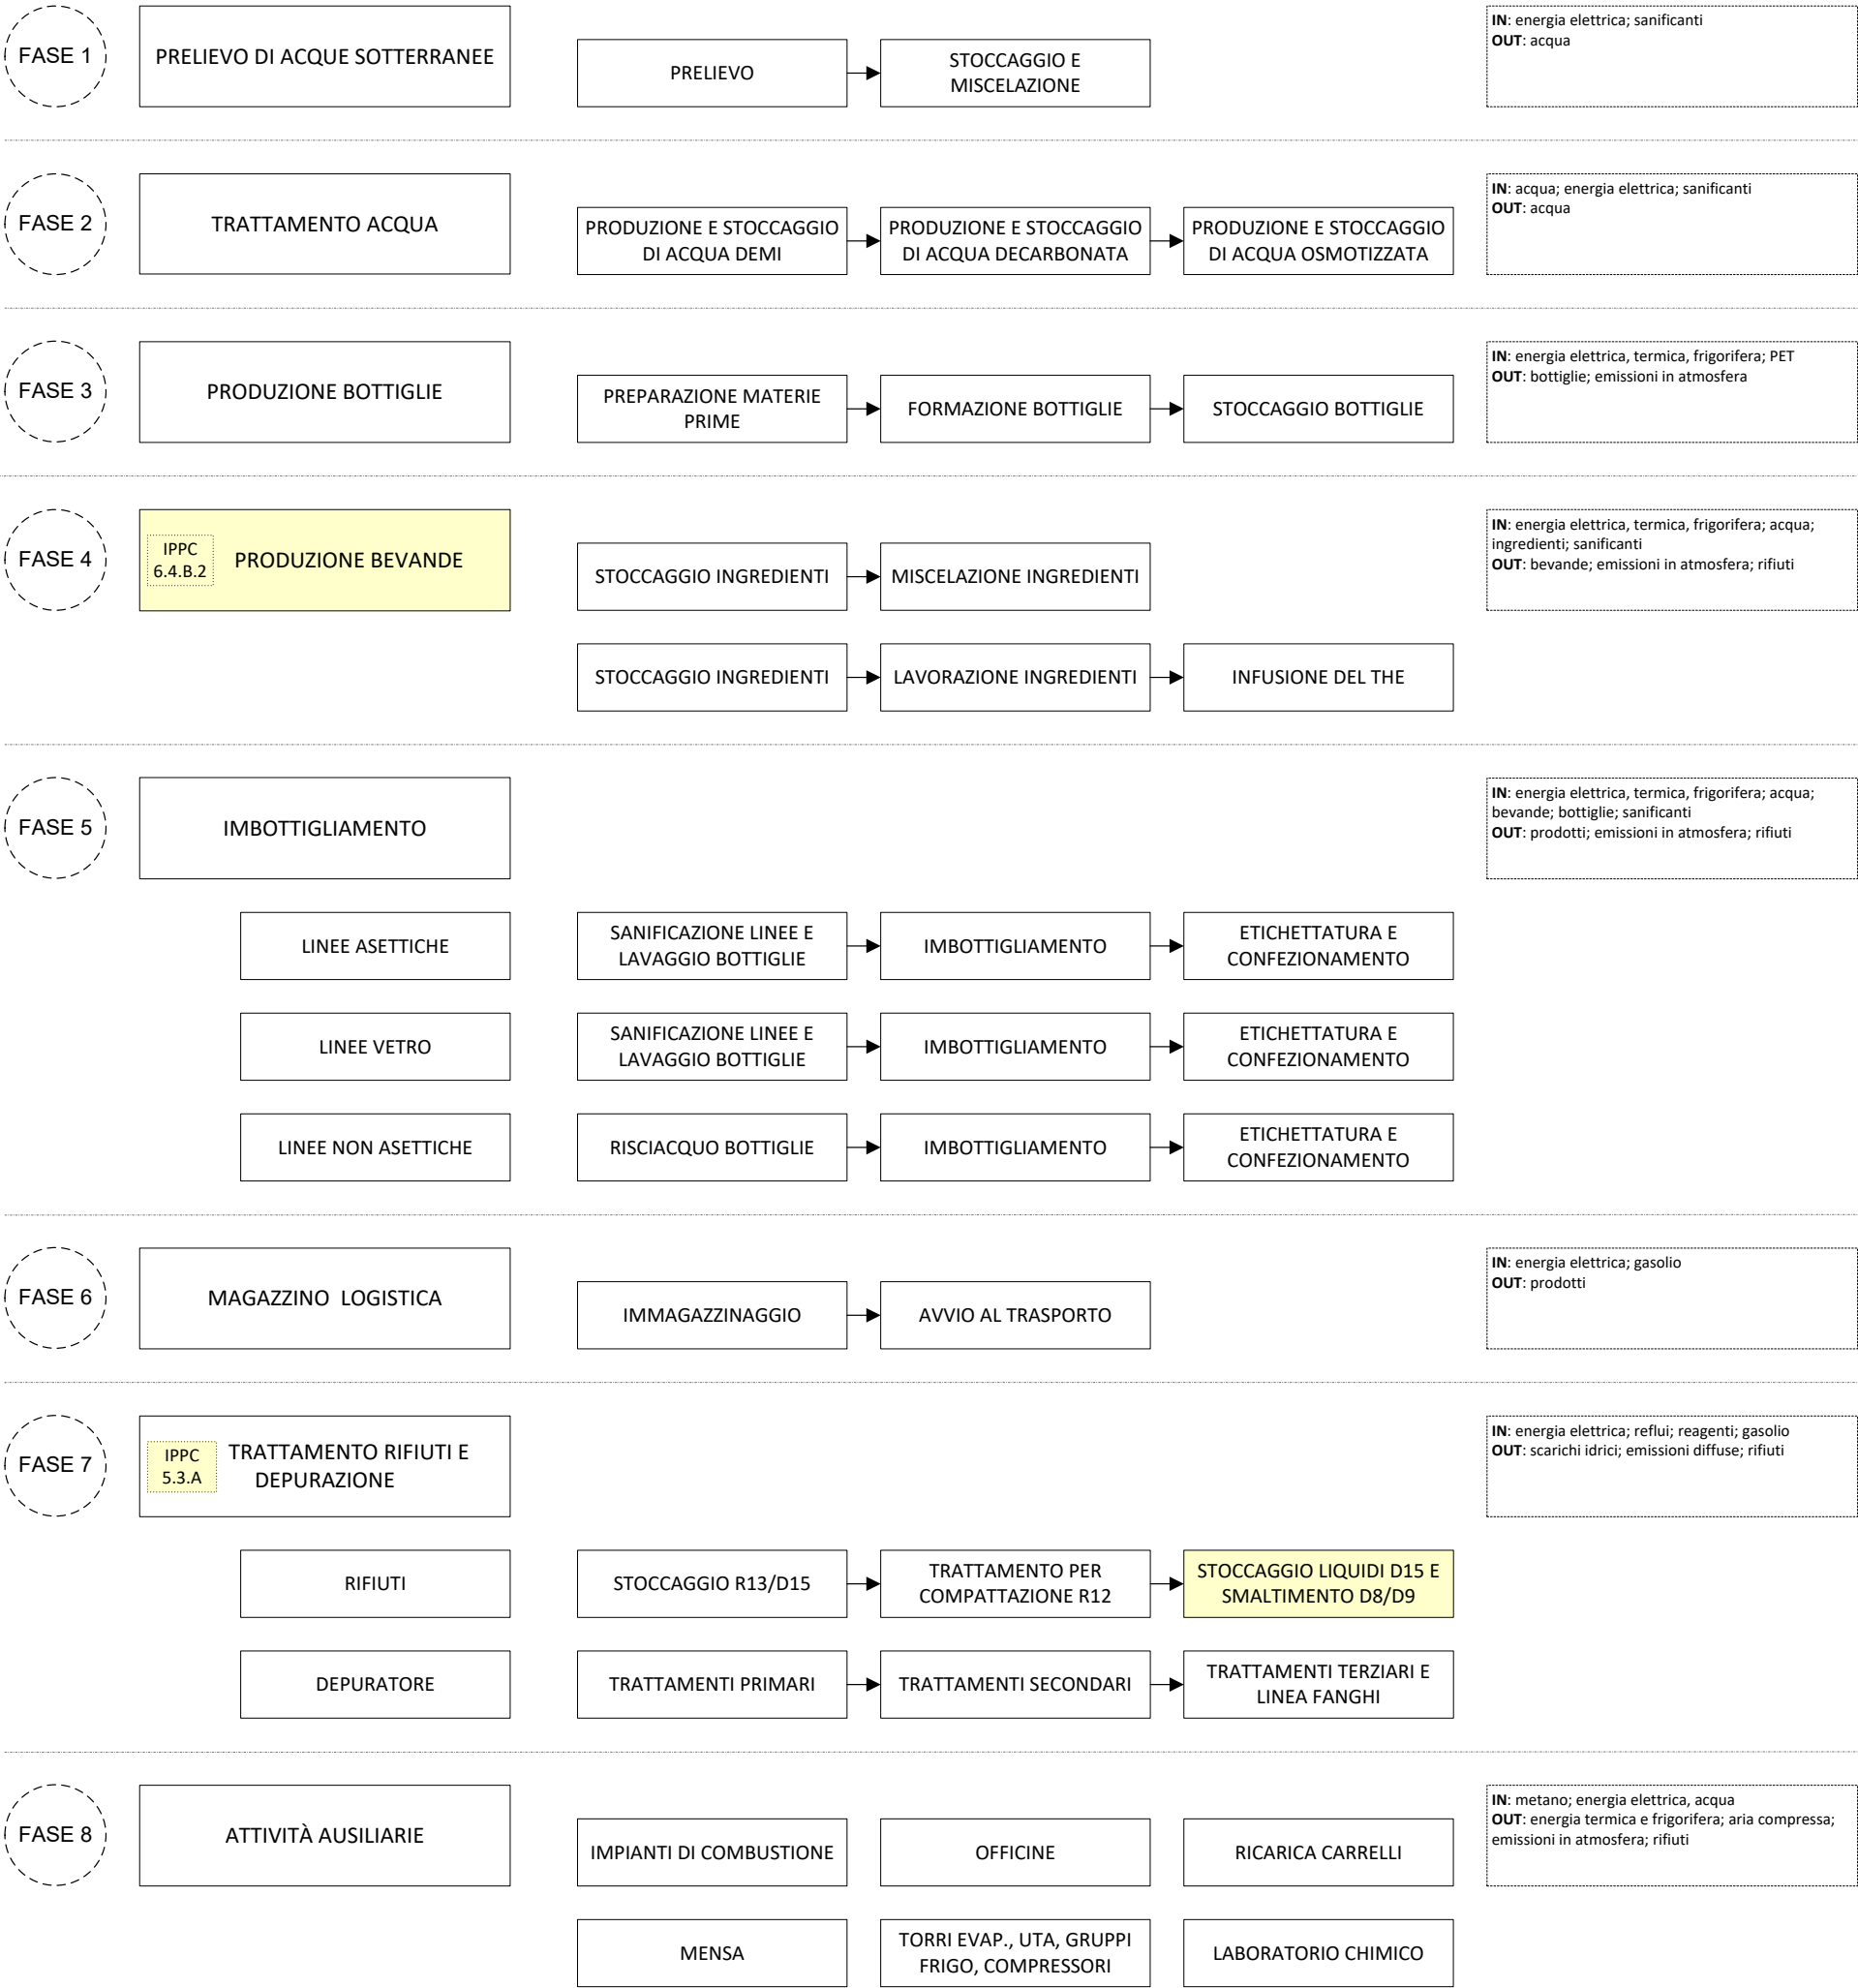 FASE 1
PRELIEVO DI ACQUE SOTTERRANEE
PRELIEVO
STOCCAGGIO E
MISCELAZIONE
IN: energia elettrica; sanificanti
OUT: acqua
FASE 2
TRATTAMENTO ACQUA
PRODUZIONE E STOCCAGGIO
DI ACQUA DEMI
PRODUZIONE E STOCCAGGIO
DI ACQUA DECARBONATA
PRODUZIONE E STOCCAGGIO
DI ACQUA OSMOTIZZATA
IN: acqua; energia elettrica; sanificanti
OUT: acqua
FASE 3
PRODUZIONE BOTTIGLIE
PREPARAZIONE MATERIE
PRIME
FORMAZIONE BOTTIGLIE
STOCCAGGIO BOTTIGLIE
IN: energia elettrica, termica, frigorifera; PET
OUT: bottiglie; emissioni in atmosfera
FASE 4
IPPC
6.4.B.2
PRODUZIONE BEVANDE
STOCCAGGIO INGREDIENTI
MISCELAZIONE INGREDIENTI
IN: energia elettrica, termica, frigorifera; acqua;
ingredienti; sanificanti
OUT: bevande; emissioni in atmosfera; rifiuti
STOCCAGGIO INGREDIENTI
LAVORAZIONE INGREDIENTI
INFUSIONE DEL THE
FASE 5
IMBOTTIGLIAMENTO
IN: energia elettrica, termica, frigorifera; acqua;
bevande; bottiglie; sanificanti
OUT: prodotti; emissioni in atmosfera; rifiuti
LINEE ASETTICHE
SANIFICAZIONE LINEE E
LAVAGGIO BOTTIGLIE
IMBOTTIGLIAMENTO
ETICHETTATURA E
CONFEZIONAMENTO
LINEE VETRO
SANIFICAZIONE LINEE E
LAVAGGIO BOTTIGLIE
IMBOTTIGLIAMENTO
ETICHETTATURA E
CONFEZIONAMENTO
LINEE NON ASETTICHE
RISCIACQUO BOTTIGLIE
IMBOTTIGLIAMENTO
ETICHETTATURA E
CONFEZIONAMENTO
FASE 6
MAGAZZINO LOGISTICA
IMMAGAZZINAGGIO
AVVIO AL TRASPORTO
IN: energia elettrica; gasolio
OUT: prodotti
FASE 7
IPPC
5.3.A
TRATTAMENTO RIFIUTI E
DEPURAZIONE
IN: energia elettrica; reflui; reagenti; gasolio
OUT: scarichi idrici; emissioni diffuse; rifiuti
RIFIUTI
STOCCAGGIO R13/D15
TRATTAMENTO PER
COMPATTAZIONE R12
STOCCAGGIO LIQUIDI D15 E
SMALTIMENTO D8/D9
DEPURATORE
TRATTAMENTI PRIMARI
TRATTAMENTI SECONDARI
TRATTAMENTI TERZIARI E
LINEA FANGHI
FASE 8
ATTIVITÀ AUSILIARIE
IMPIANTI DI COMBUSTIONE
OFFICINE
RICARICA CARRELLI
IN: metano; energia elettrica, acqua
OUT: energia termica e frigorifera; aria compressa;
emissioni in atmosfera; rifiuti
MENSA
TORRI EVAP., UTA, GRUPPI
FRIGO, COMPRESSORI
LABORATORIO CHIMICO